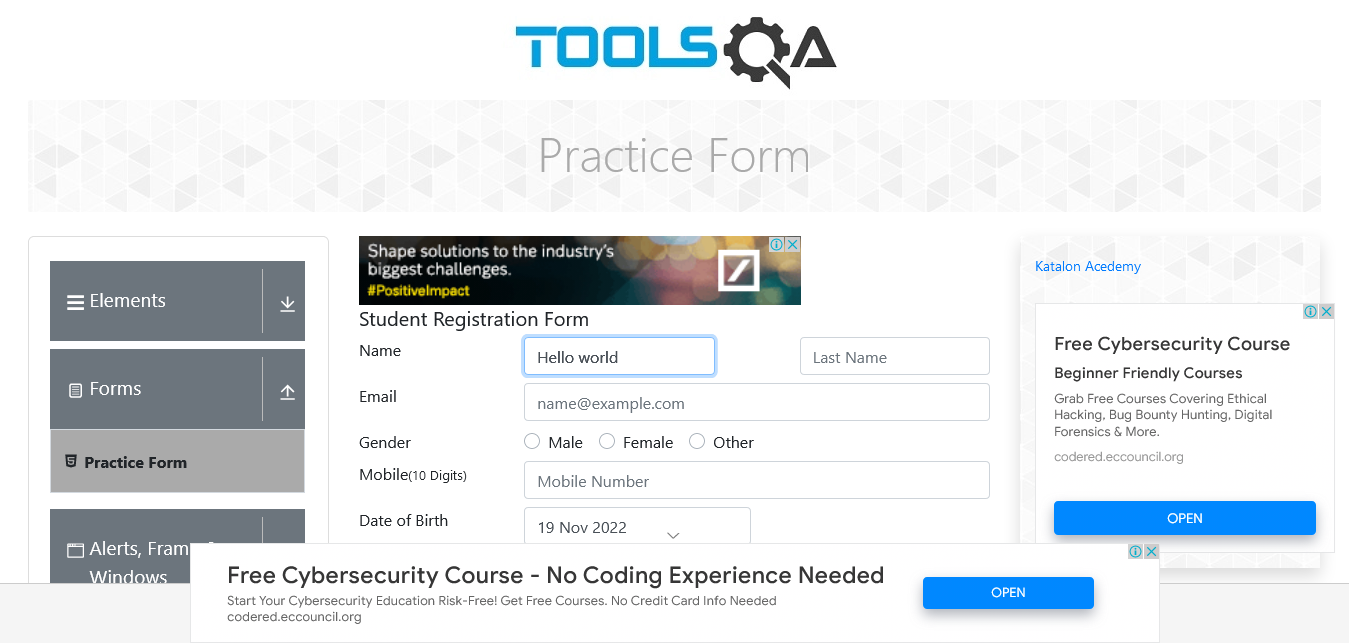 TOOLSQA
Practice Form
Elements
Forms
Practice Form
Windows
Shape solutions to the industry's
biggest challenges.
#PositiveImpact
Student Registration Form
Name
Hello world
Last Name
Email
name@example.com
Gender
Male
Female
Other
Mobile(10 Digits)
Mobile Number
Date of Birth
19 Nov 2022
Katalon Acedemy
Free Cybersecurity Course
Beginner Friendly Courses
Grab Free Courses Covering Ethical
Hacking, Bug Bounty Hunting, Digital
Forensics & More.
codered.eccouncil.org
OPEN
Alerts,
Free Cybersecurity Course - No Coding Experience Needed
Start Your Cybersecurity Education Risk-Free! Get Free Courses. No Credit Card Info Needed
codered.eccouncil.org
OPEN